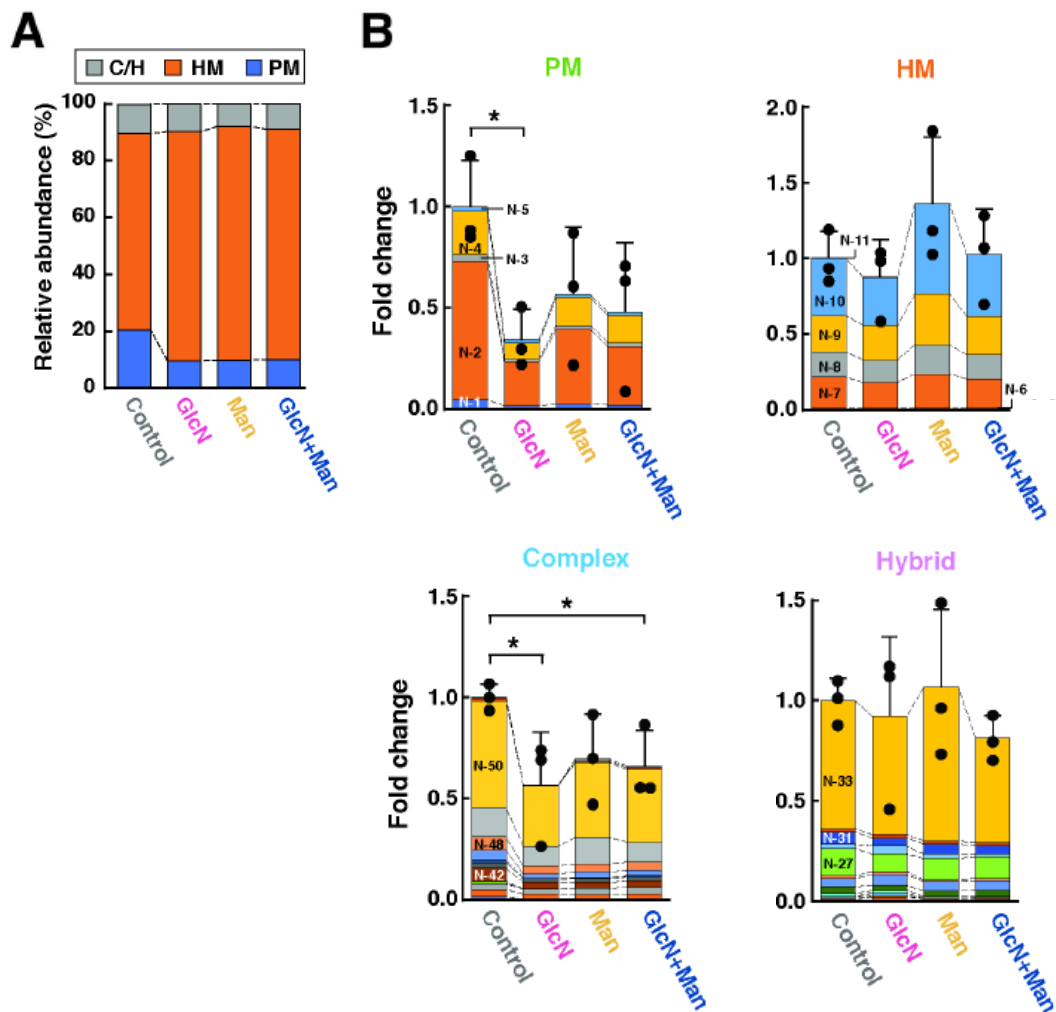 A
C/H HM PM
Relative abundance (%)
100
80
60
40
20
0
Control
GlcN
Man
GlcN+Man
B
PM
Fold change
1.5
1.0
0.5
0.0
*
N-5
N-4
N-3
N-2
N-1
Control
GlcN
Man
GlcN+Man
HM
2.0
1.5
1.0
0.5
0.0
N-11
N-10
N-9
N-8
N-7
N-6
Control
GlcN
Man
GlcN+Man
Complex
Fold change
1.5
1.0
0.5
0.0
*
*
N-50
N-48
N-42
Control
GlcN
Man
GlcN+Man
Hybrid
1.5
1.0
0.5
0.0
N-33
N-31
N-27
Control
GlcN
Man
GlcN+Man